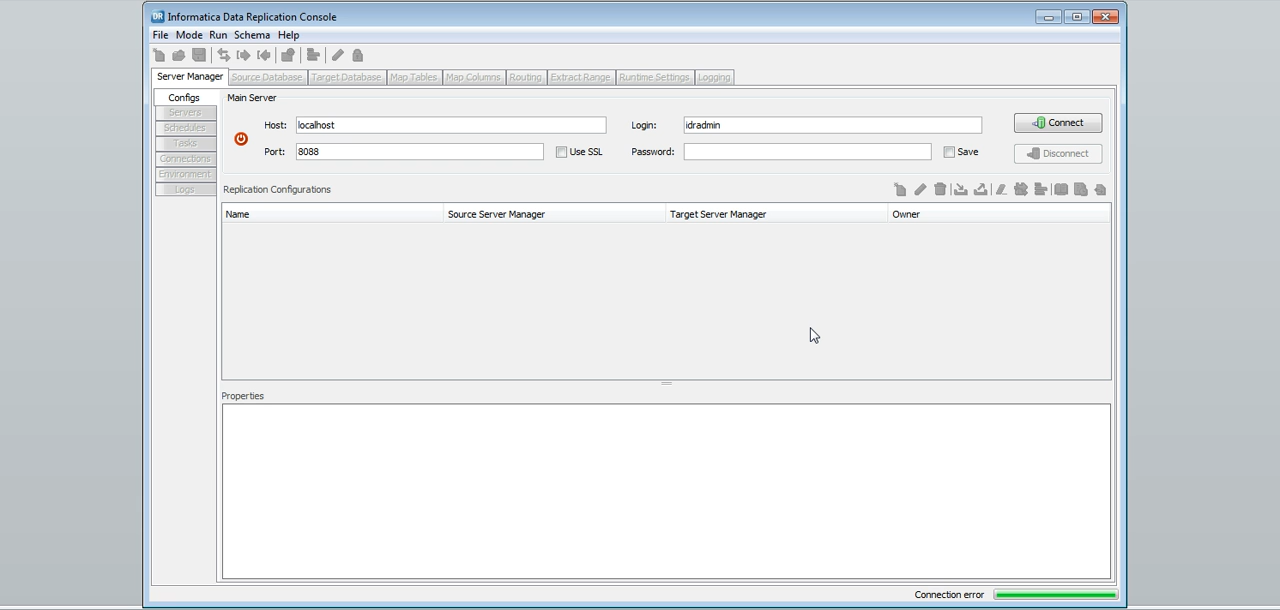 DR Informatica Data Replication Console
File Mode Run Schema Help
Server Manager Source Database Target Database Map Tables Map Columns Routing Extract Range Runtime Settings Logging
Configs
Servers
Schedules
Tasks
Connections
Environment
Logs
Main Server
Host: localhost Login: idradmin Connect
Port: 8088 Use SSL Password: Save Disconnect
Replication Configurations
Name Source Server Manager Target Server Manager Owner
Properties
Connection error